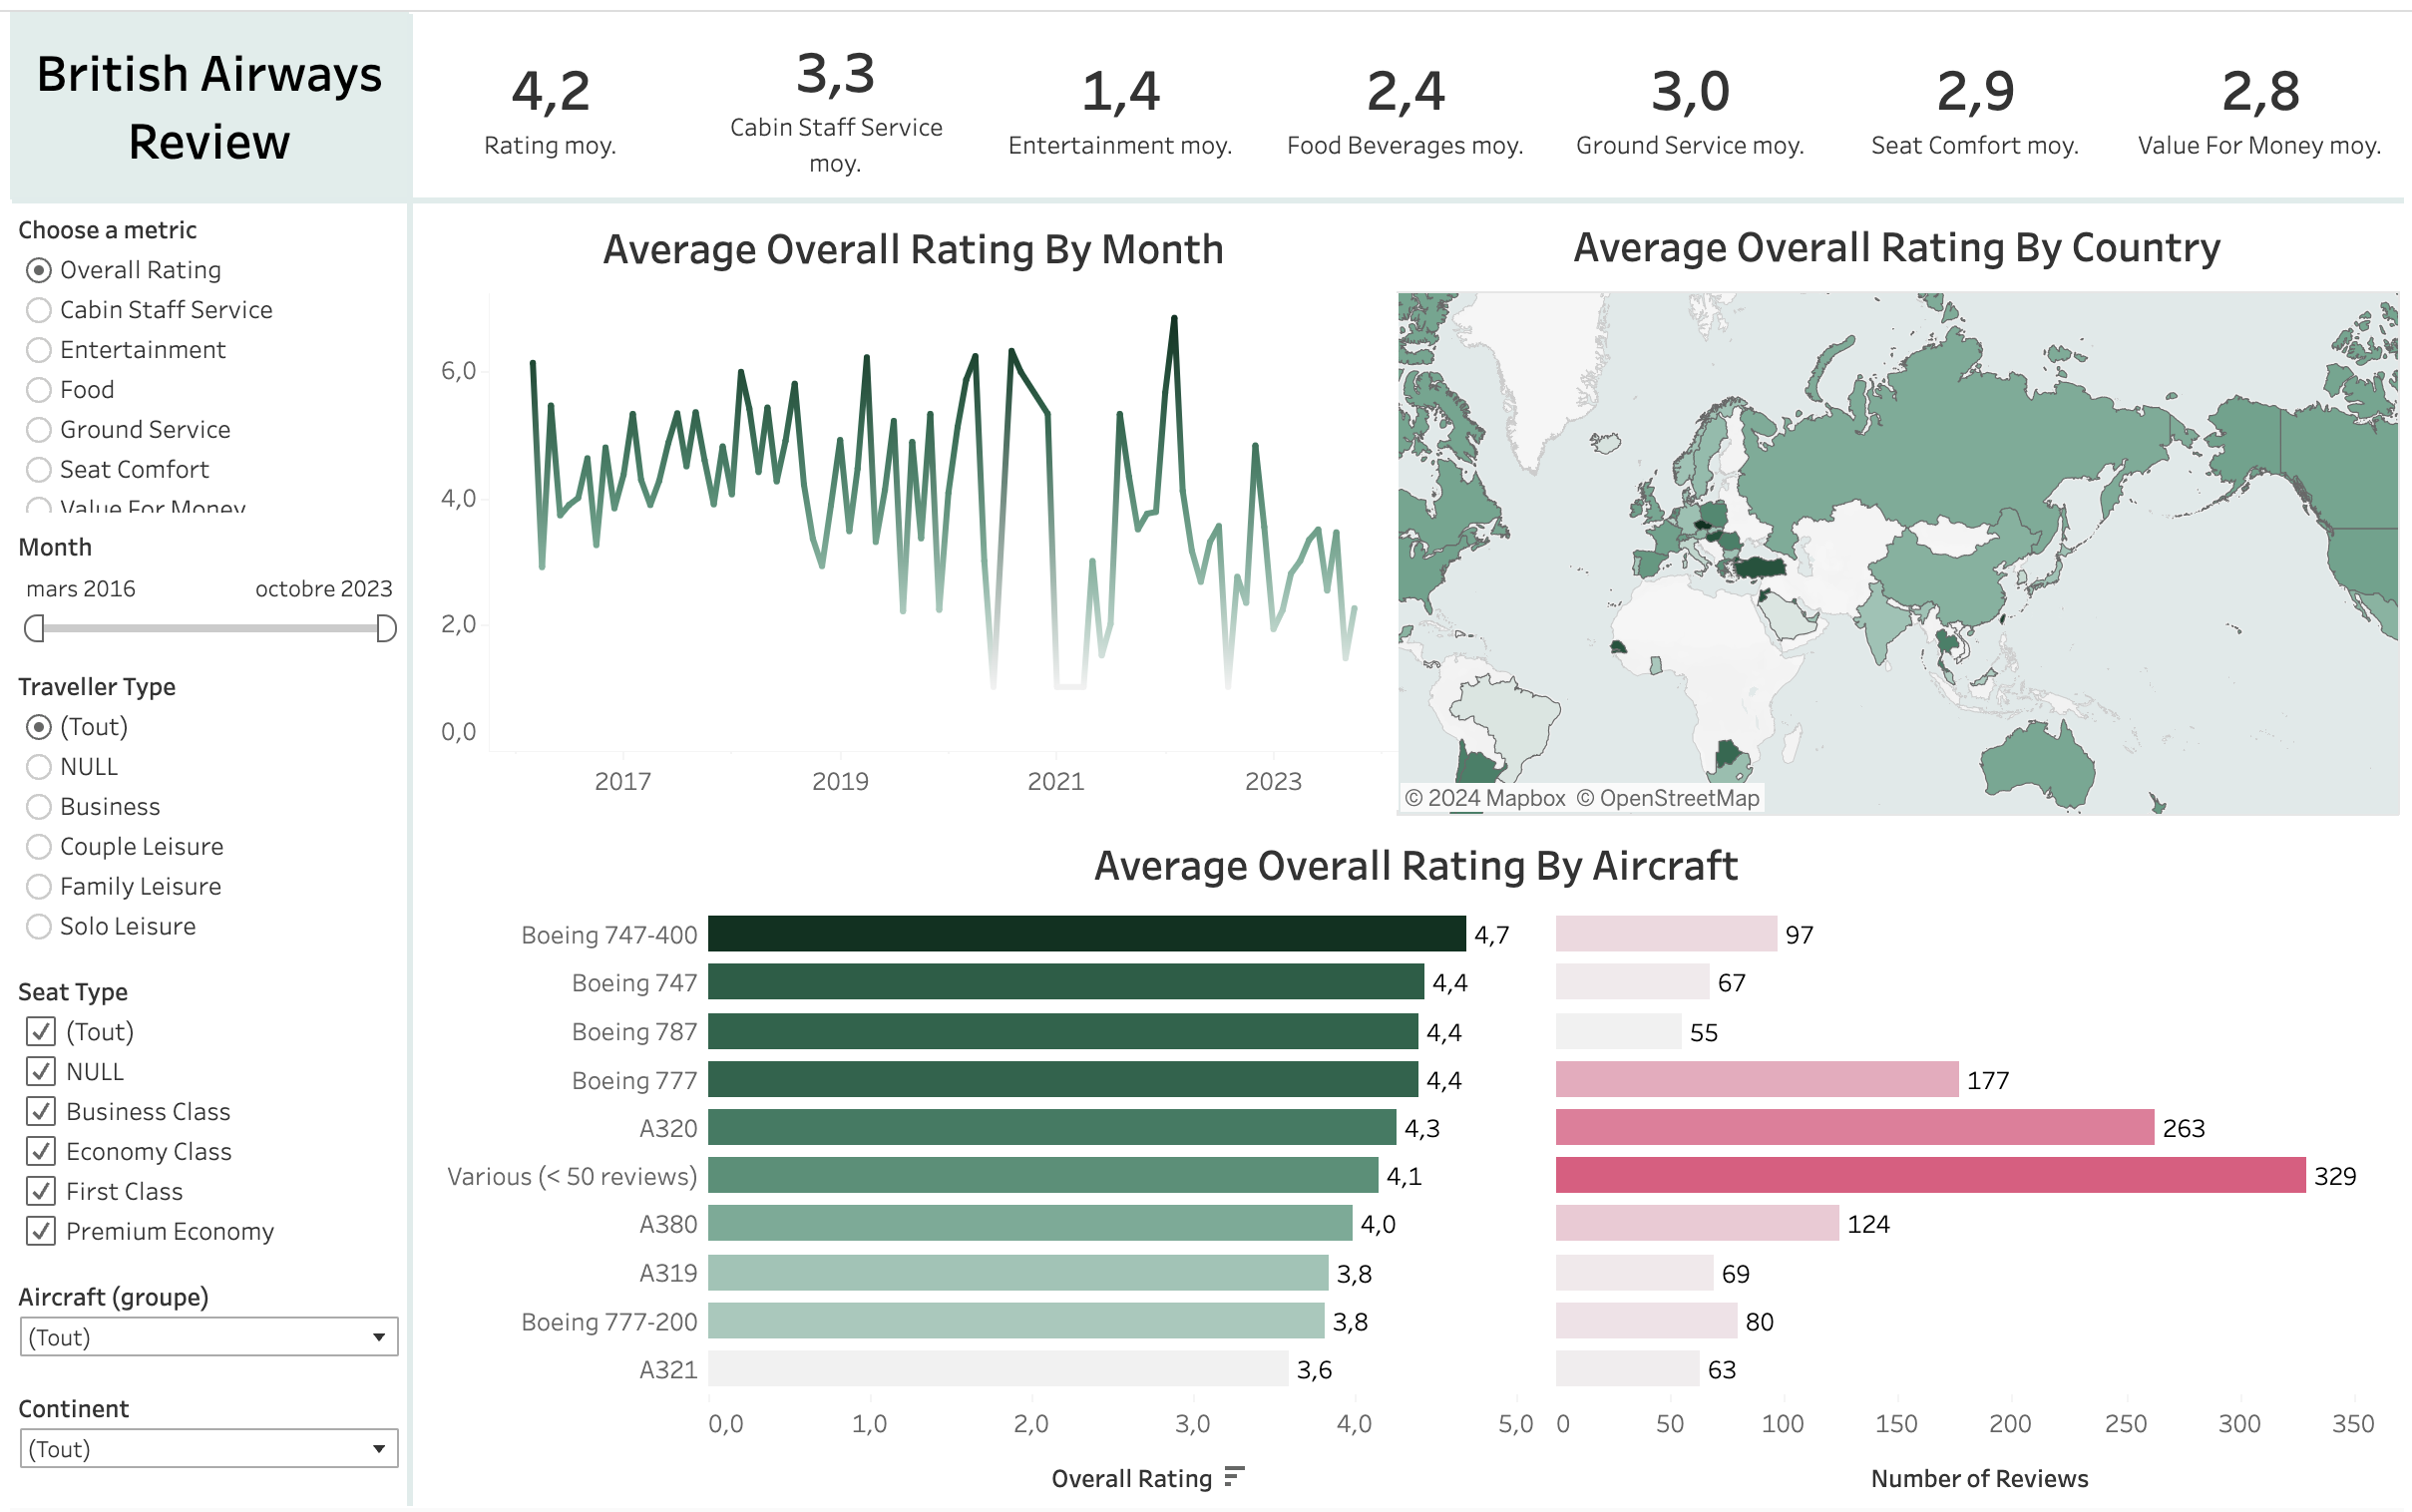 British Airways
Review
4,2
Rating moy.
3,3
Cabin Staff Service
moy.
1,4
Entertainment moy.
2,4
Food Beverages moy.
3,0
Ground Service moy.
2,9
Seat Comfort moy.
2,8
Value For Money moy.
Choose a metric
Overall Rating
Cabin Staff Service
Entertainment
Food
Ground Service
Seat Comfort
Value For Money
Month
mars 2016
octobre 2023
Traveller Type
(Tout)
NULL
Business
Couple Leisure
Family Leisure
Solo Leisure
Seat Type
(Tout)
NULL
Business Class
Economy Class
First Class
Premium Economy
Aircraft (groupe)
(Tout)
Continent
(Tout)
Average Overall Rating By Month
6,0
4,0
2,0
0,0
2017 2019 2021 2023
Average Overall Rating By Country
© 2024 Mapbox © OpenStreetMap
Average Overall Rating By Aircraft
Boeing 747-400 4,7 97
Boeing 747 4,4 67
Boeing 787 4,4 55
Boeing 777 4,4 177
A320 4,3 263
Various (< 50 reviews) 4,1 329
A380 4,0 124
A319 3,8 69
Boeing 777-200 3,8 80
A321 3,6 63
0,0 1,0 2,0 3,0 4,0 5,0 0 50 100 150 200 250 300 350
Overall Rating
Number of Reviews